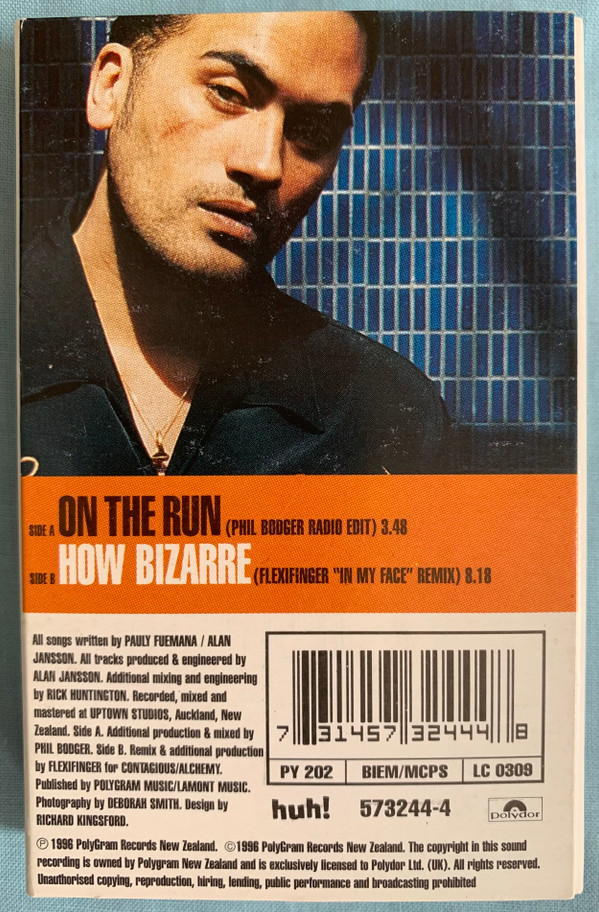 SIDE A ON THE RUN (PHIL BODGER RADIO EDIT) 3.48
SIDE B HOW BIZARRE (FLEXIFINGER "IN MY FACE" REMIX) 8.18
All songs written by PAULY FUEMANA / ALAN
JANSSON. All tracks produced & engineered by
ALAN JANSSON. Additional mixing and engineering
by RICK HUNTINGTON. Recorded, mixed and
mastered at UPTOWN STUDIOS, Auckland, New
Zealand. Side A. Additional production & mixed by
PHIL BODGER. Side B. Remix & additional production
by FLEXIFINGER for CONTAGIOUS/ALCHEMY.
Published by POLYGRAM MUSIC/LAMONT MUSIC.
Photography by DEBORAH SMITH. Design by
RICHARD KINGSFORD.
7 31457 32444 8
PY 202 BIEM/MCPS LC 0309
huh! 573244-4 polydor
℗ 1996 PolyGram Records New Zealand. ©1996 PolyGram Records New Zealand. The copyright in this sound
recording is owned by Polygram New Zealand and is exclusively licensed to Polydor Ltd. (UK). All rights reserved.
Unauthorised copying, reproduction, hiring, lending, public performance and broadcasting prohibited